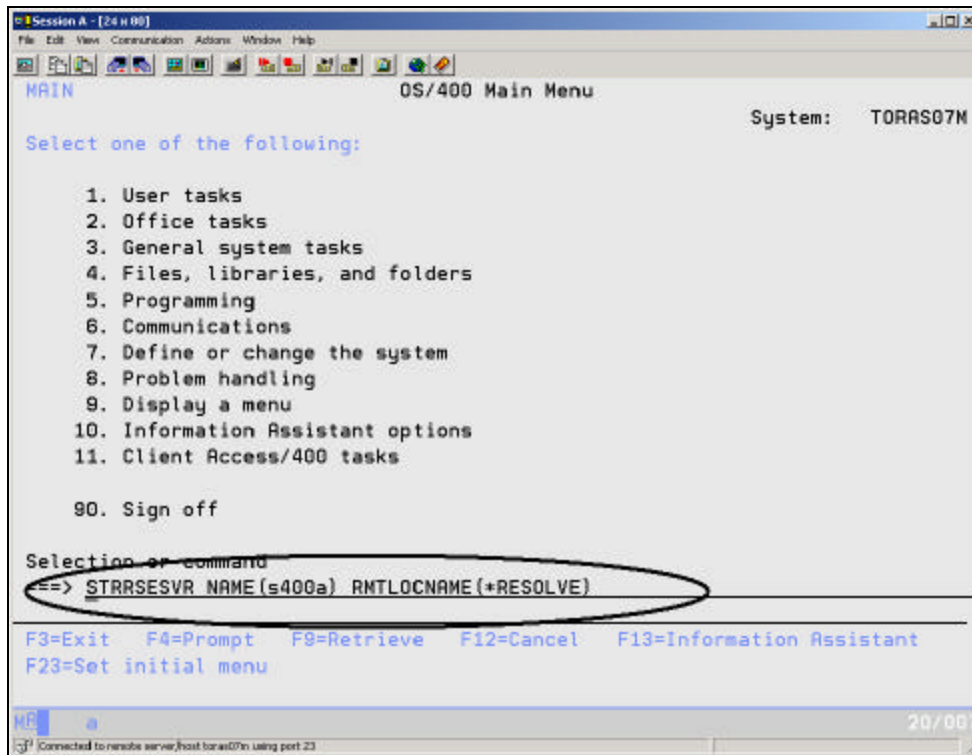 Session A - [24 x 80]
File Edit View Communication Actions Window Help
MAIN OS/400 Main Menu
System: TORAS07M
Select one of the following:
1. User tasks
2. Office tasks
3. General system tasks
4. Files, libraries, and folders
5. Programming
6. Communications
7. Define or change the system
8. Problem handling
9. Display a menu
10. Information Assistant options
11. Client Access/400 tasks
90. Sign off
Selection or command
===> STRRSESVR NAME(s400a) RMTLOCNAME(*RESOLVE)
F3=Exit F4=Prompt F9=Retrieve F12=Cancel F13=Information Assistant
F23=Set initial menu
MA a 20/00
Connected to remote server/host toras07m using port 23